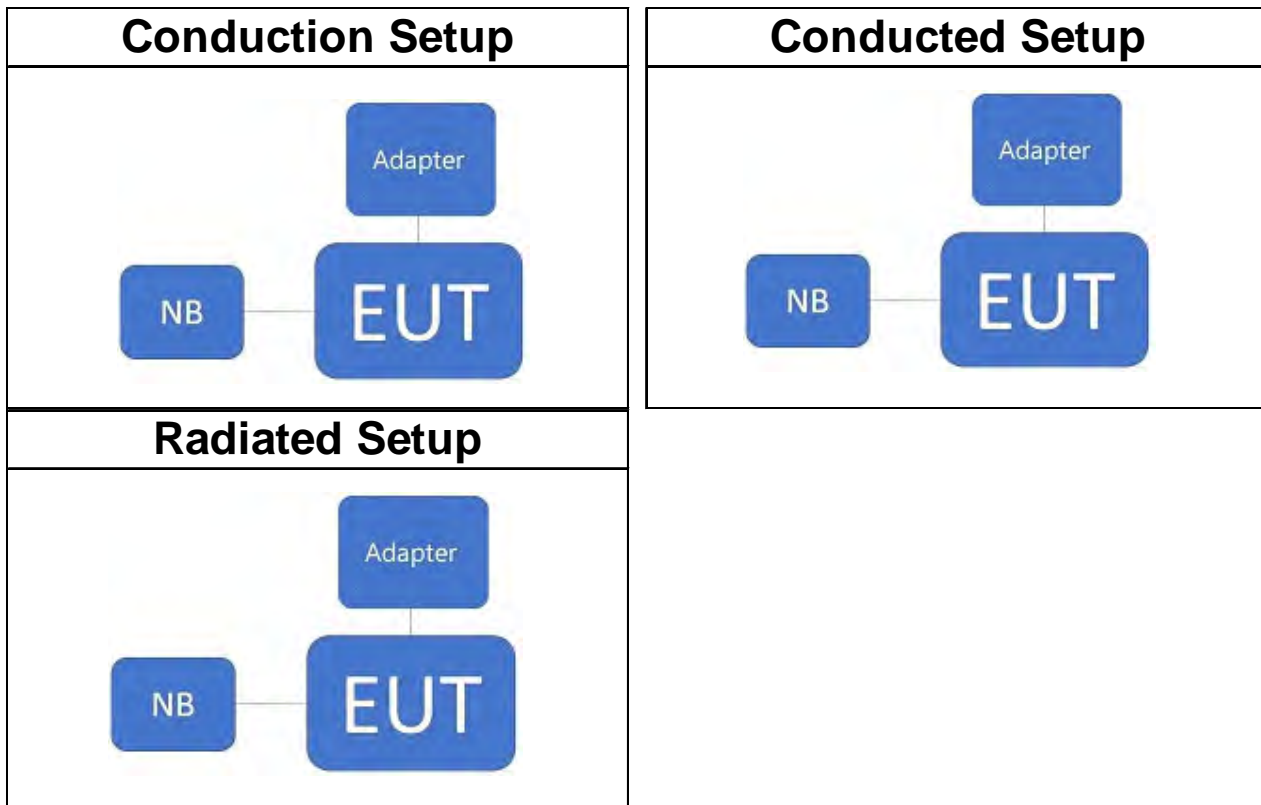 Conduction Setup
Adapter
NB
EUT
Conducted Setup
Adapter
NB
EUT
Radiated Setup
Adapter
NB
EUT